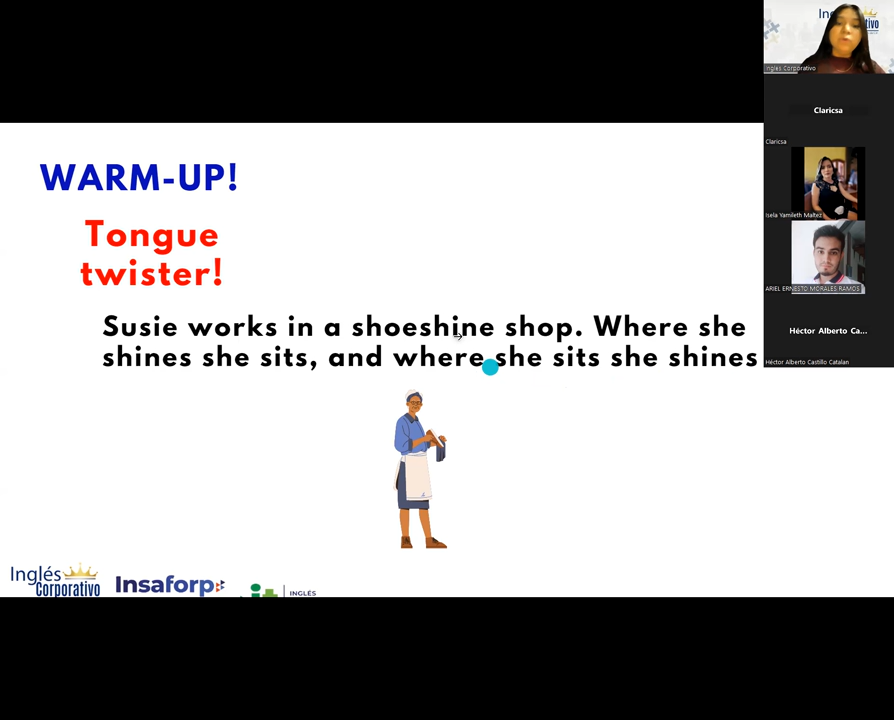 WARM-UP!
Tongue
twister!
Susie works in a shoeshine shop. Where she
shines she sits, and where she sits she shines
Inglés
Corporativo
Insaforp
INGLÉS
Inglés Corporativo
Claricsa
Claricsa
Isela Yamileth Maltez
ARIEL ERNESTO MORALES RAMOS
Héctor Alberto Ca...
Héctor Alberto Castillo Catalan